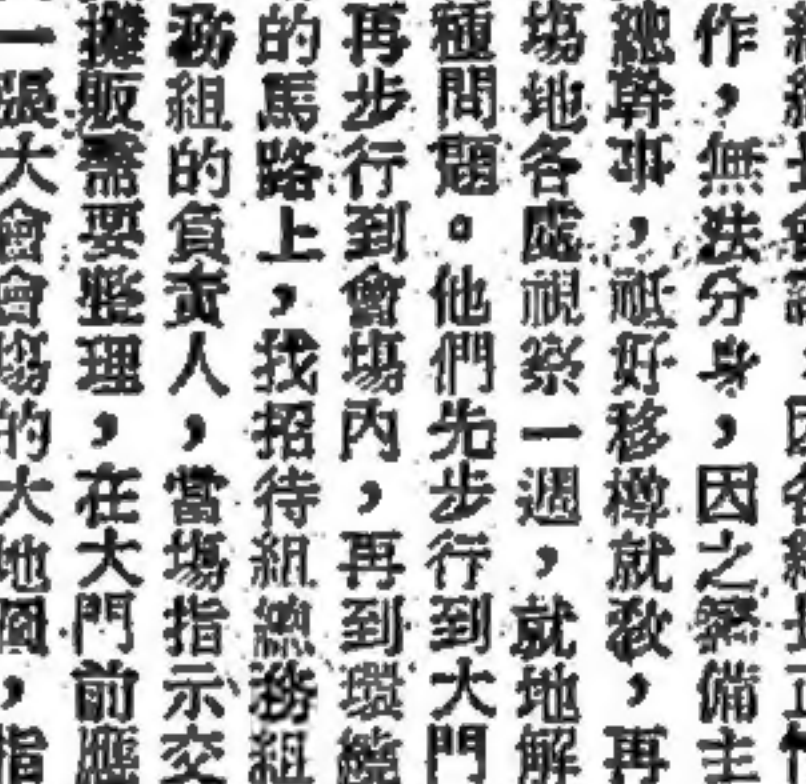 作，無法分身，因之籌備主
總幹事，祗好移樽就教，再
場地各處視察一週，就地解
種問題。他們先步行到大門
再步行到會場內，再到環繞
的馬路上，找招待組總務組
務組的負責人，當場指示交
攤販需要整理，在大門前應
一張大會會場的大地圖，指